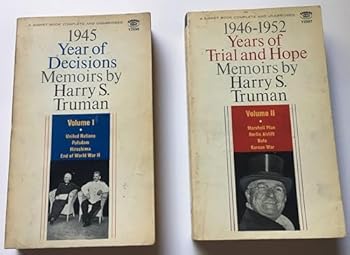 A SIGNET BOOK COMPLETE AND UNABRIDGED
1945
Year of
Decisions
Memoirs by
Harry S.
Truman
Volume I
United Nations
Potsdam
Hiroshima
End of World War II
A SIGNET BOOK COMPLETE AND UNABRIDGED
1946-1952
Years of
Trial and Hope
Memoirs by
Harry S.
Truman
Volume II
Marshall Plan
Berlin Airlift
Nato
Korean War